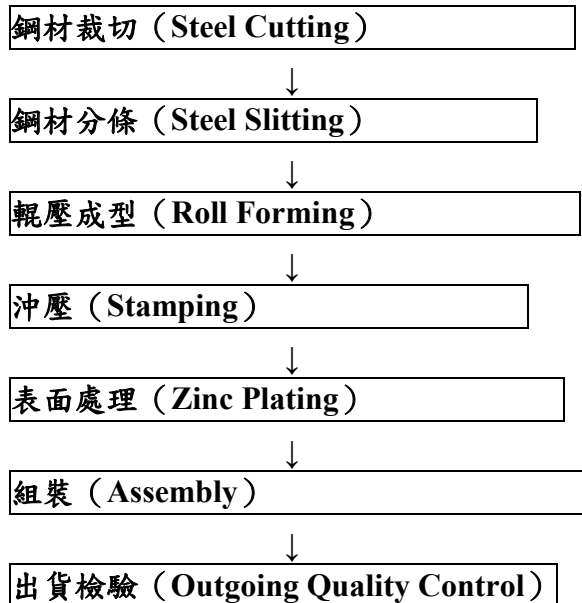 鋼材裁切（Steel Cutting）
↓
鋼材分條（Steel Slitting）
↓
輥壓成型（Roll Forming）
↓
沖壓（Stamping）
↓
表面處理（Zinc Plating）
↓
組裝（Assembly）
↓
出貨檢驗（Outgoing Quality Control）